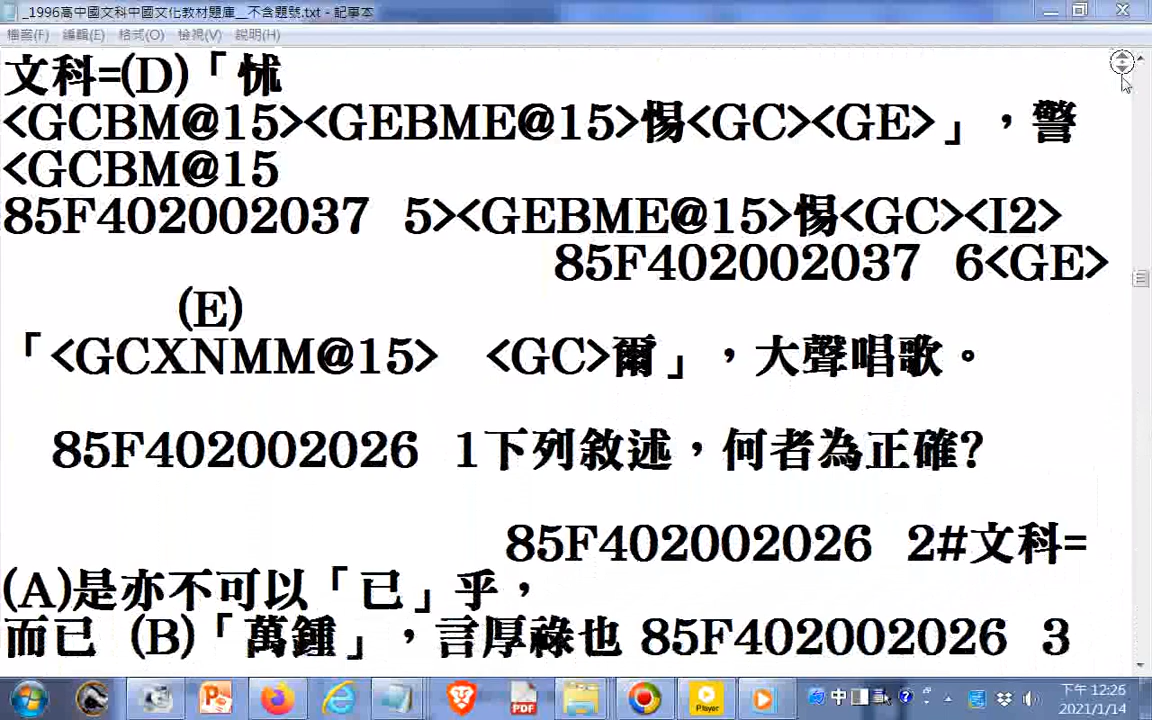 _1996高中國文科中國文化教材題庫__不含題號.txt - 記事本
檔案(F) 編輯(E) 格式(O) 檢視(V) 說明(H)
文科=(D)「怵
<GCBM@15><GEBME@15>惕<GC><GE>」，警
<GCBM@15
85F402002037 5><GEBME@15>惕<GC><I2>
85F402002037 6<GE>
(E)
「<GCXNMM@15> <GC>爾」，大聲唱歌。
85F402002026 1下列敘述，何者為正確?
85F402002026 2#文科=
(A)是亦不可以「已」乎，
而已 (B)「萬鍾」，言厚祿也 85F402002026 3
PDF
Player
中
下午 12:26
2021/1/14